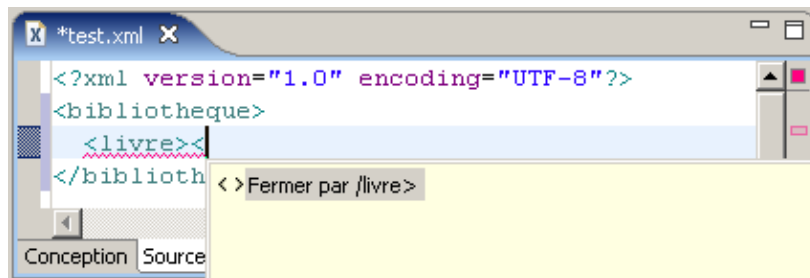 *test.xml
<?xml version="1.0" encoding="UTF-8"?>
<bibliotheque>
<livre><
</biblioth
< > Fermer par /livre>
Conception Source